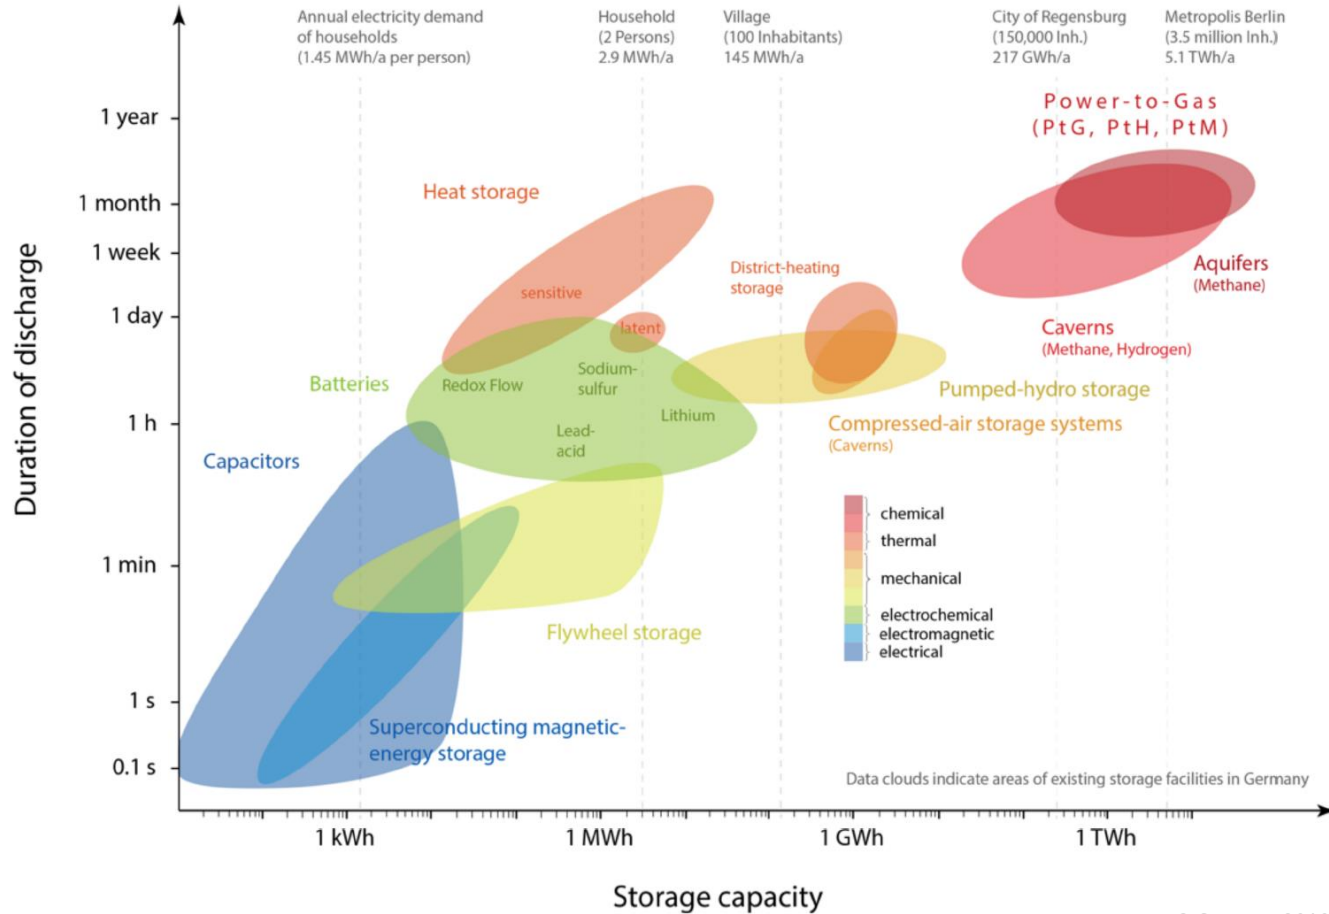 Annual electricity demand
of households
(1.45 MWh/a per person)
Household
(2 Persons)
2.9 MWh/a
Village
(100 Inhabitants)
145 MWh/a
City of Regensburg
(150,000 Inh.)
217 GWh/a
Metropolis Berlin
(3.5 million Inh.)
5.1 TWh/a
Duration of discharge
1 year
1 month
1 week
1 day
1 h
1 min
1 s
0.1 s
Power-to-Gas
(PtG, PtH, PtM)
Heat storage
sensitive
latent
District-heating
storage
Aquifers
(Methane)
Caverns
(Methane, Hydrogen)
Batteries
Redox Flow
Sodium-
sulfur
Lithium
Lead-
acid
Pumped-hydro storage
Compressed-air storage systems
(Caverns)
Capacitors
Flywheel storage
Superconducting magnetic-
energy storage
chemical
thermal
mechanical
electrochemical
electromagnetic
electrical
Data clouds indicate areas of existing storage facilities in Germany
1 kWh
1 MWh
1 GWh
1 TWh
Storage capacity